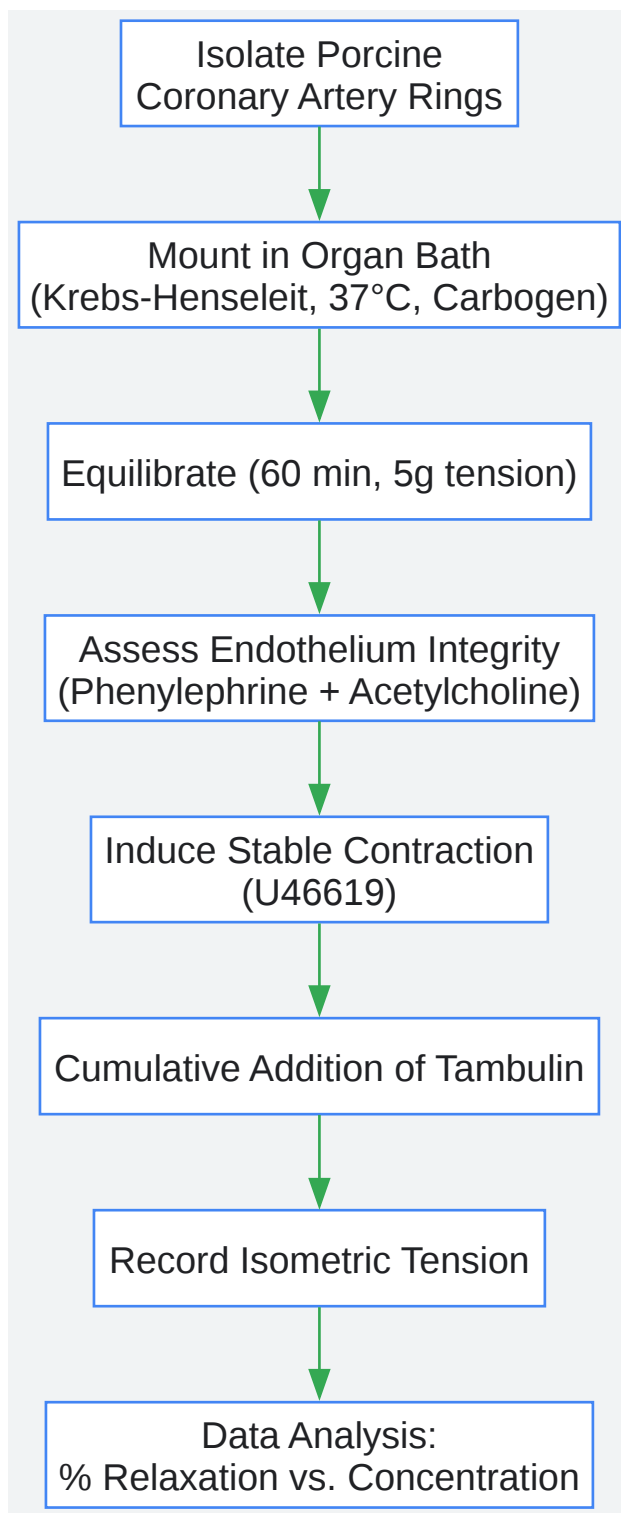 Isolate Porcine
Coronary Artery Rings
Mount in Organ Bath
(Krebs-Henseleit, 37°C, Carbogen)
Equilibrate (60 min, 5g tension)
Assess Endothelium Integrity
(Phenylephrine + Acetylcholine)
Induce Stable Contraction
(U46619)
Cumulative Addition of Tambulin
Record Isometric Tension
Data Analysis:
% Relaxation vs. Concentration